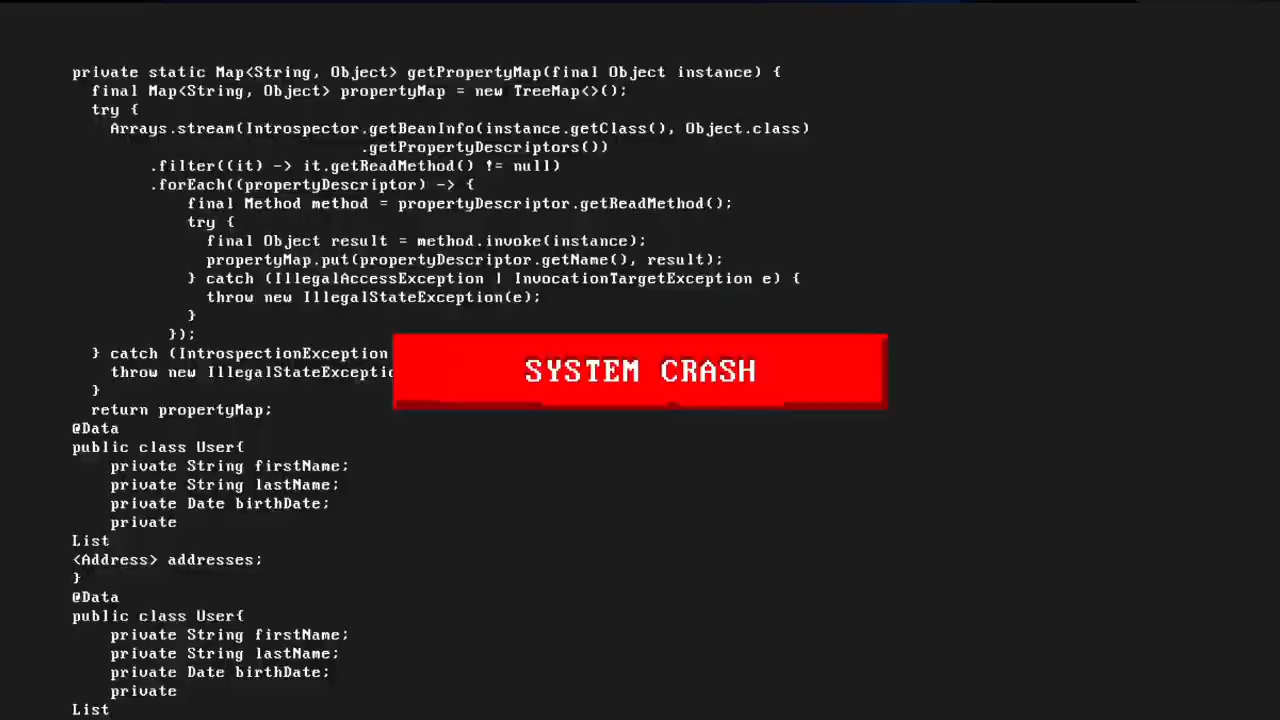 private static Map<String, Object> getPropertyMap(final Object instance) {
final Map<String, Object> propertyMap = new TreeMap<>();
try {
Arrays.stream(Introspector.getBeanInfo(instance.getClass(), Object.class)
.getPropertyDescriptors())
.filter((it) -> it.getReadMethod() != null)
.forEach((propertyDescriptor) -> {
final Method method = propertyDescriptor.getReadMethod();
try {
final Object result = method.invoke(instance);
propertyMap.put(propertyDescriptor.getName(), result);
} catch (IllegalAccessException | InvocationTargetException e) {
throw new IllegalStateException(e);
}
});
} catch (IntrospectionException
SYSTEM CRASH
throw new
}
return propertyMap;
@Data
public class User{
private String firstName;
private String lastName;
private Date birthDate;
private
List
<Address> addresses;
}
@Data
public class User{
private String firstName;
private String lastName;
private Date birthDate;
private
List